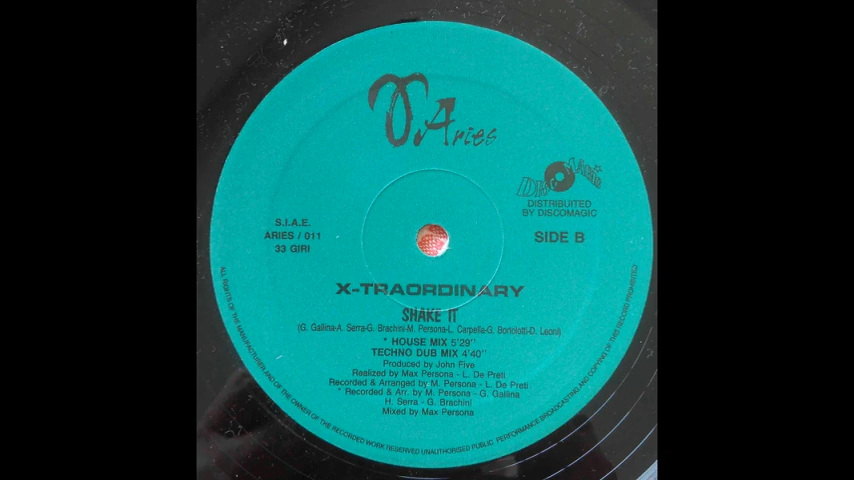 Aries
Discomagic
DISTRIBUITED
BY DISCOMAGIC
S.I.A.E.
ARIES / 011
33 GIRI
SIDE B
X-TRAORDINARY
SHAKE IT
(G. Gallina-A. Serra-G. Brachini-M. Persona-L. Carpella-G. Bortolotti-D. Leoni)
* HOUSE MIX 5'29''
TECHNO DUB MIX 4'40''
Produced by John Five
Realized by Max Persona - L. De Preti
Recorded & Arranged by M. Persona - L. De Preti
* Recorded & Arr. by M. Persona - G. Gallina
H. Serra - G. Brachini
Mixed by Max Persona
ALL RIGHTS OF THE MANUFACTURER AND OF THE OWNER OF THE RECORDED WORK RESERVED UNAUTHORISED PUBLIC PERFORMANCE BROADCASTING AND COPYING OF THIS RECORD PROHIBITED